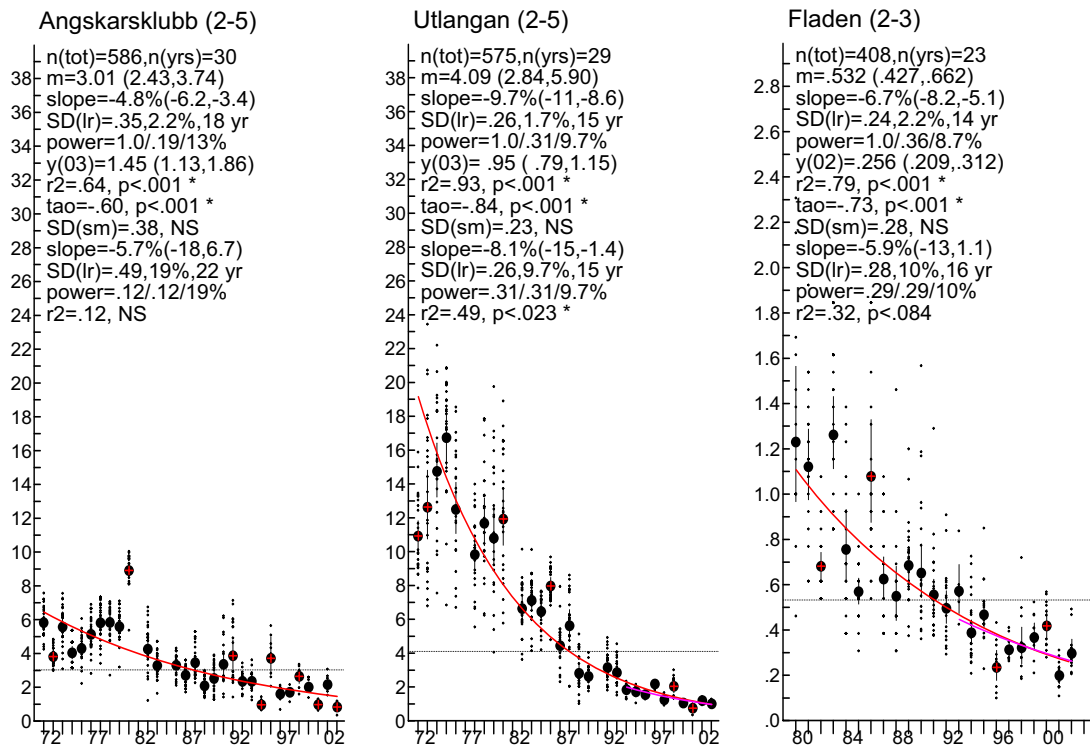 Angskarsklubb (2-5)
n(tot)=586,n(yrs)=30
m=3.01 (2.43,3.74)
slope=-4.8%(-6.2,-3.4)
SD(lr)=.35,2.2%,18 yr
power=1.0/.19/13%
y(03)=1.45 (1.13,1.86)
r2=.64, p<.001 *
tao=-.60, p<.001 *
SD(sm)=.38, NS
slope=-5.7%(-18,6.7)
SD(lr)=.49,19%,22 yr
power=.12/.12/19%
r2=.12, NS
38
36
34
32
30
28
26
24
22
20
18
16
14
12
10
8
6
4
2
0
72 77 82 87 92 97 02
Utlangan (2-5)
n(tot)=575,n(yrs)=29
m=4.09 (2.84,5.90)
slope=-9.7%(-11,-8.6)
SD(lr)=.26,1.7%,15 yr
power=1.0/.31/9.7%
y(03)= .95 ( .79,1.15)
r2=.93, p<.001 *
tao=-.84, p<.001 *
SD(sm)=.23, NS
slope=-8.1%(-15,-1.4)
SD(lr)=.26,9.7%,15 yr
power=.31/.31/9.7%
r2=.49, p<.023 *
38
36
34
32
30
28
26
24
22
20
18
16
14
12
10
8
6
4
2
0
72 77 82 87 92 97 02
Fladen (2-3)
n(tot)=408,n(yrs)=23
m=.532 (.427,.662)
slope=-6.7%(-8.2,-5.1)
SD(lr)=.24,2.2%,14 yr
power=1.0/.36/8.7%
y(02)=.256 (.209,.312)
r2=.79, p<.001 *
tao=-.73, p<.001 *
SD(sm)=.28, NS
slope=-5.9%(-13,1.1)
SD(lr)=.28,10%,16 yr
power=.29/.29/10%
r2=.32, p<.084
2.8
2.6
2.4
2.2
2.0
1.8
1.6
1.4
1.2
1.0
.8
.6
.4
.2
.0
80 84 88 92 96 00